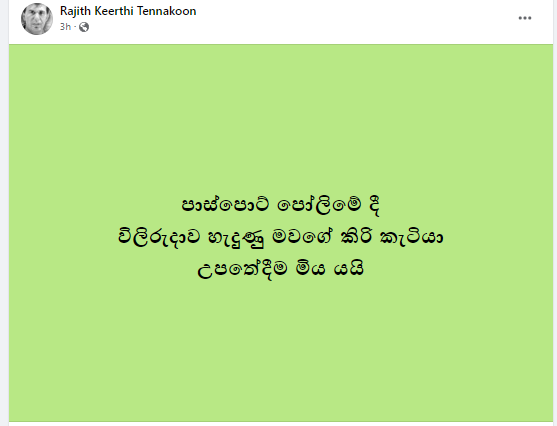 Rajith Keerthi Tennakoon
3h ·
පාස්පොට් පෝලිමේ දී
විලිරුදාව හැදුණු මවගේ කිරි කැටියා
උපතේදීම මිය යයි